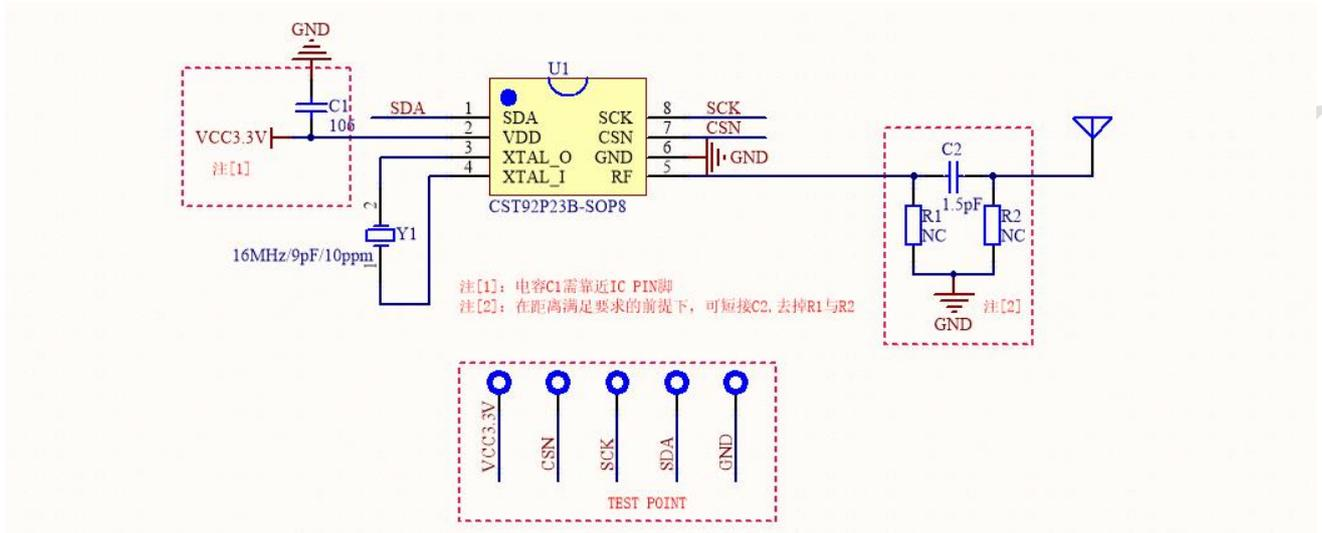 GND
U1
C1
106
VCC3.3V
注[1]
SDA
1
2
3
4
SDA
VDD
XTAL_O
XTAL_I
SCK
CSN
GND
RF
8
7
6
5
SCK
CSN
GND
CST92P23B-SOP8
2
Y1
16MHz/9pF/10ppm
1
C2
1.5pF
R1
NC
R2
NC
GND
注[2]
注[1]: 电容C1需靠近IC PIN脚
注[2]: 在距离满足要求的前提下, 可短接C2, 去掉R1与R2
VCC3.3V
CSN
SCK
SDA
GND
TEST POINT